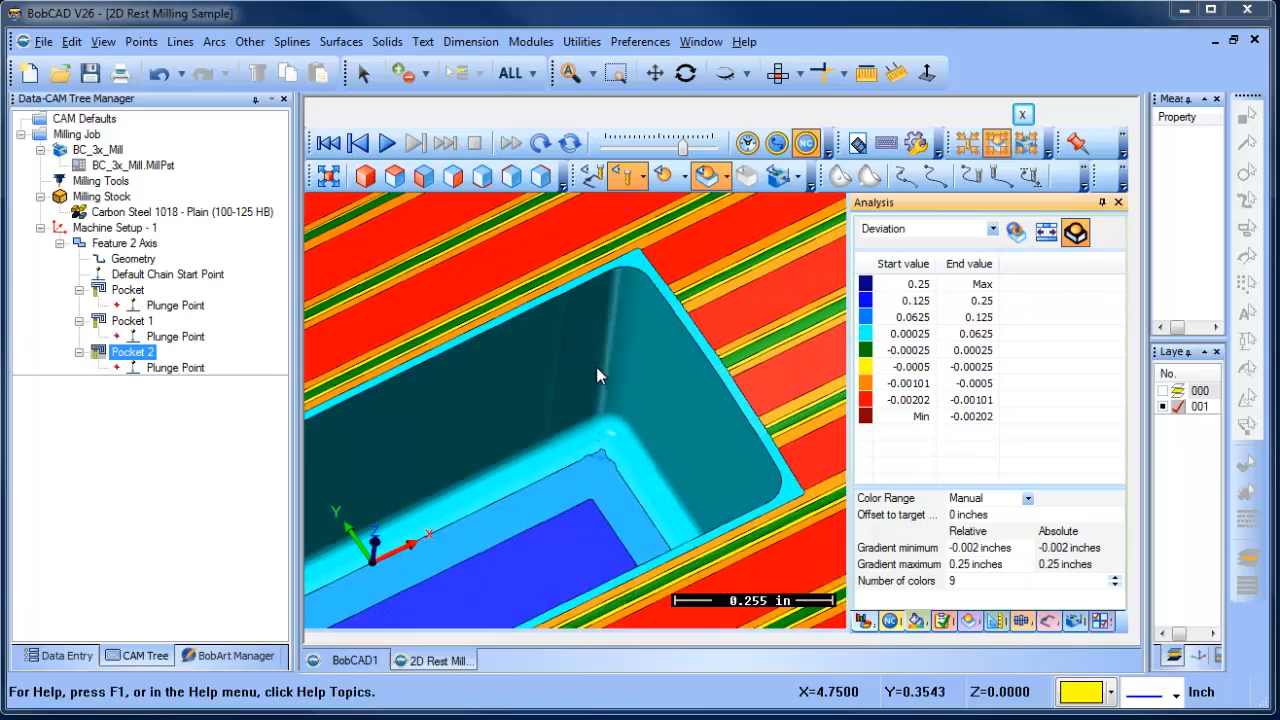 BobCAD V26 - [2D Rest Milling Sample]
File Edit View Points Lines Arcs Other Splines Surfaces Solids Text Dimension Modules Utilities Preferences Window Help
ALL
Data-CAM Tree Manager
CAM Defaults
Milling Job
BC_3x_Mill
BC_3x_Mill.MillPst
Milling Tools
Milling Stock
Carbon Steel 1018 - Plain (100-125 HB)
Machine Setup - 1
Feature 2 Axis
Geometry
Default Chain Start Point
Pocket
Plunge Point
Pocket 1
Plunge Point
Pocket 2
Plunge Point
Data Entry CAM Tree BobArt Manager
X
NC
Y
Z
X
0.255 in
BobCAD1 2D Rest Mill...
Analysis
Deviation
Start value End value
0.25 Max
0.125 0.25
0.0625 0.125
0.00025 0.0625
-0.00025 0.00025
-0.0005 -0.00025
-0.00101 -0.0005
-0.00202 -0.00101
Min -0.00202
Color Range Manual
Offset to target ... 0 inches
Relative Absolute
Gradient minimum -0.002 inches -0.002 inches
Gradient maximum 0.25 inches 0.25 inches
Number of colors 9
NC
Meas
Property
Laye
No.
000
001
For Help, press F1, or in the Help menu, click Help Topics.
X=4.7500 Y=0.3543 Z=0.0000 Inch